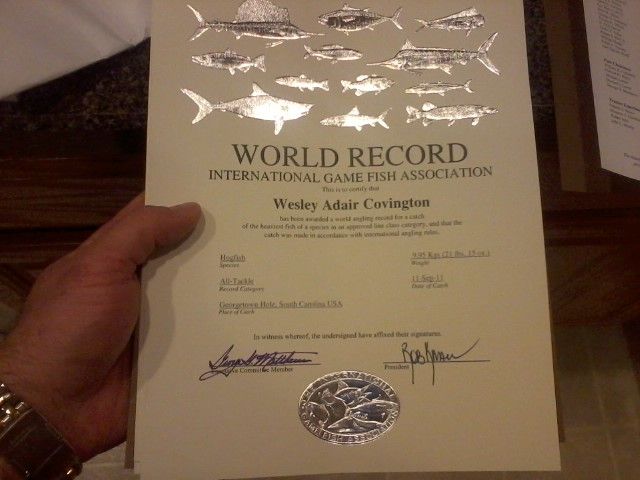 WORLD RECORD
INTERNATIONAL GAME FISH ASSOCIATION
This is to certify that
Wesley Adair Covington
has been awarded a world angling record for a catch
of the heaviest fish of a species in an approved line class category, and that the
catch was made in accordance with international angling rules.
Hogfish 9.95 Kgs (21 lbs, 15 oz.)
Species Weight
All-Tackle 11-Sep-11
Record Category Date of Catch
Georgetown Hole, South Carolina USA
Place of Catch
In witness whereof, the undersigned have affixed their signatures.
Committee Member President
ASSOCIATION